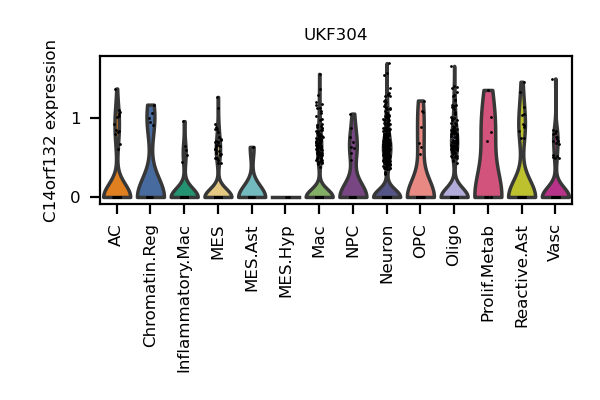 UKF304
C14orf132 expression
1
0
AC
Chromatin.Reg
Inflammatory.Mac
MES
MES.Ast
MES.Hyp
Mac
NPC
Neuron
OPC
Oligo
Prolif.Metab
Reactive.Ast
Vasc